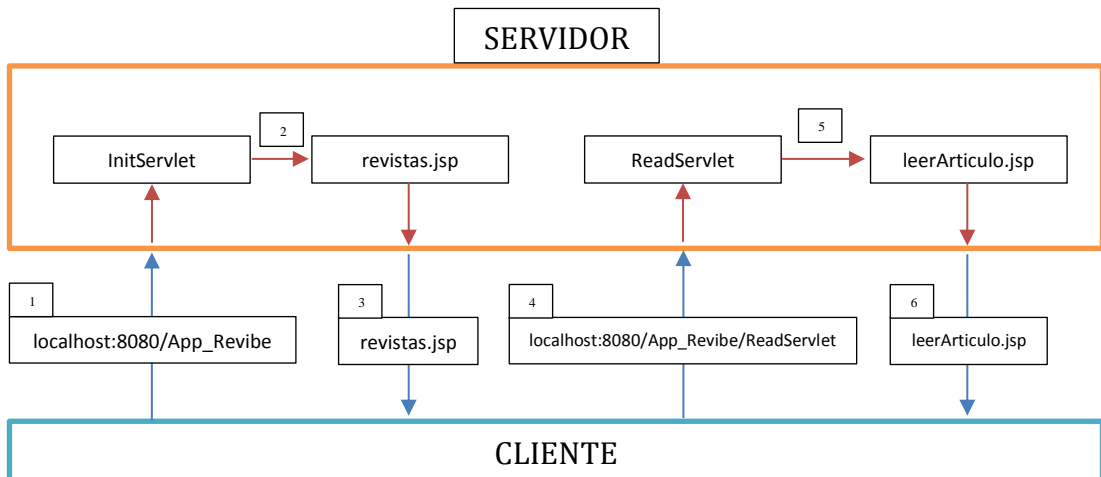 SERVIDOR
2
5
InitServlet
revistas.jsp
ReadServlet
leerArticulo.jsp
1
3
4
6
localhost:8080/App_Revibe
revistas.jsp
localhost:8080/App_Revibe/ReadServlet
leerArticulo.jsp
CLIENTE